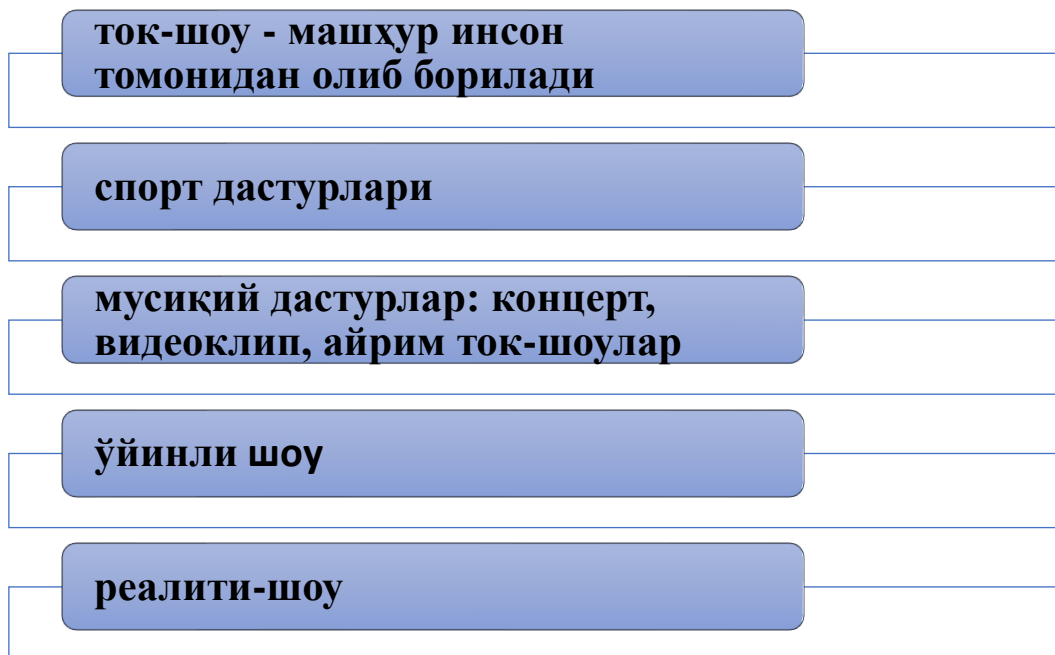 ток-шоу - машҳур инсон
томонидан олиб борилади
спорт дастурлари
мусиқий дастурлар: концерт,
видеоклип, айрим ток-шоулар
ўйинли шоу
реалити-шоу